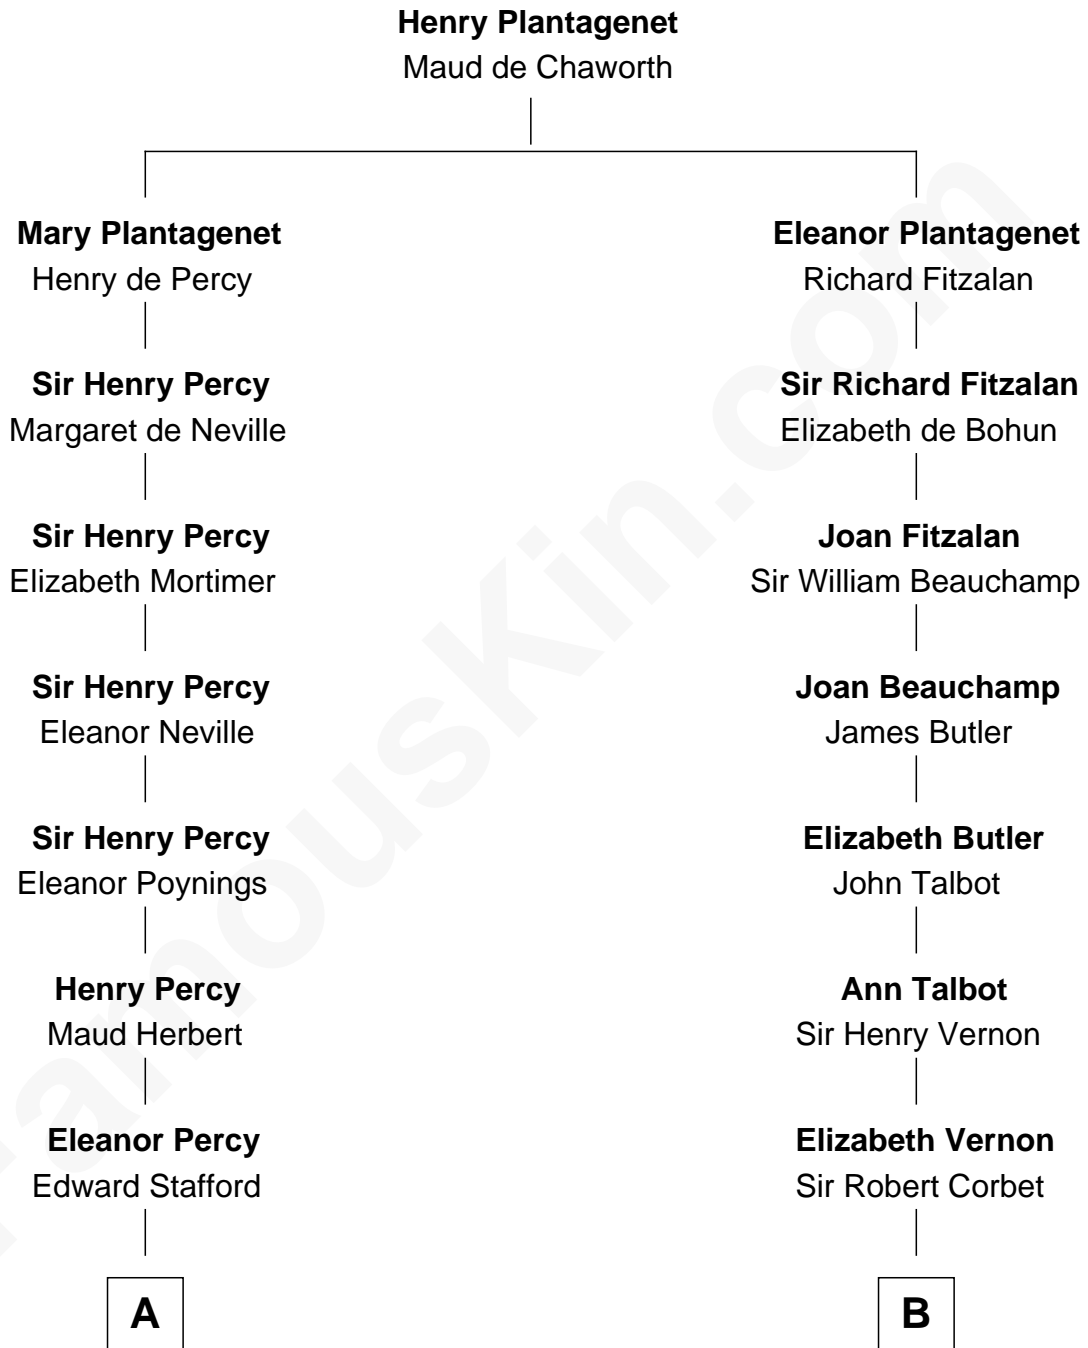 Henry Plantagenet
Maud de Chaworth
Mary Plantagenet
Henry de Percy
Eleanor Plantagenet
Richard Fitzalan
Sir Henry Percy
Margaret de Neville
Sir Richard Fitzalan
Elizabeth de Bohun
Sir Henry Percy
Elizabeth Mortimer
Joan Fitzalan
Sir William Beauchamp
Sir Henry Percy
Eleanor Neville
Joan Beauchamp
James Butler
Sir Henry Percy
Eleanor Poynings
Elizabeth Butler
John Talbot
Henry Percy
Maud Herbert
Ann Talbot
Sir Henry Vernon
Eleanor Percy
Edward Stafford
Elizabeth Vernon
Sir Robert Corbet
A
B
FamousKin.com